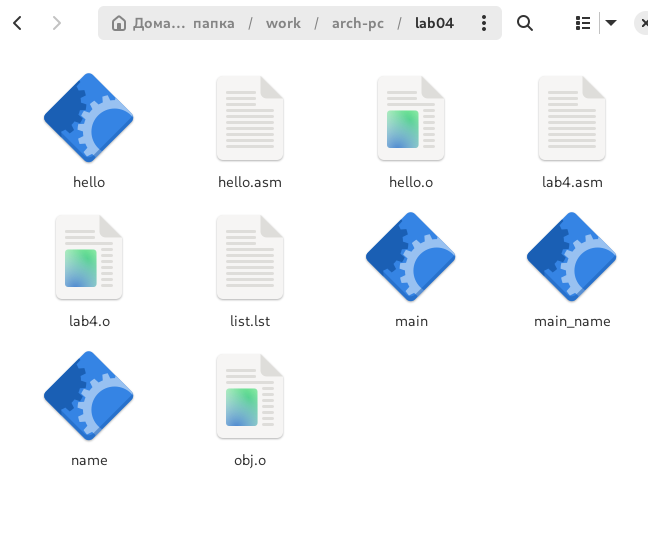 Дома… папка / work / arch-pc / lab04
hello hello.asm hello.o lab4.asm
lab4.o list.lst main main_name
name obj.o